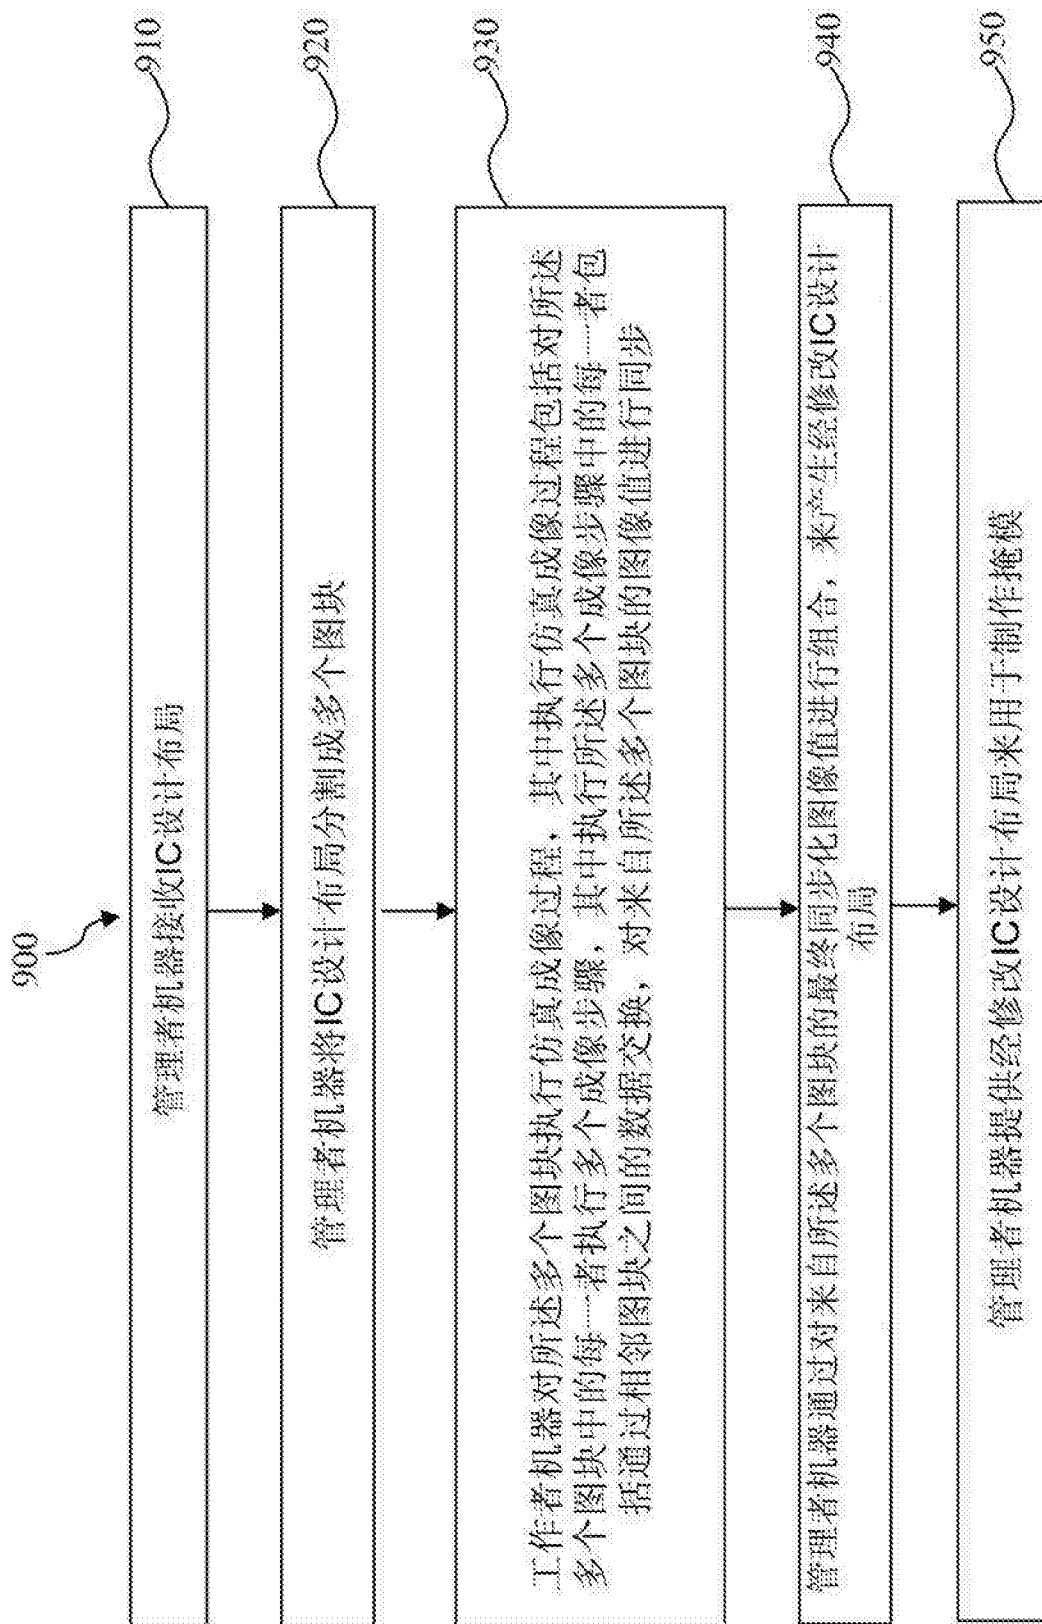 900
管理者机器接收IC设计布局
910
管理者机器将IC设计布局分割成多个图块
920
工作者机器对所述多个图块执行仿真成像过程，其中执行仿真成像过程包括对所述
多个图块中的每一者执行多个成像步骤，其中执行所述多个成像步骤中的每一者包
括通过相邻图块之间的数据交换，对来自所述多个图块的图像值进行同步
930
管理者机器通过对来自所述多个图块的最终同步化图像值进行组合，来产生经修改IC设计
布局
940
管理者机器提供经修改IC设计布局来用于制作掩模
950